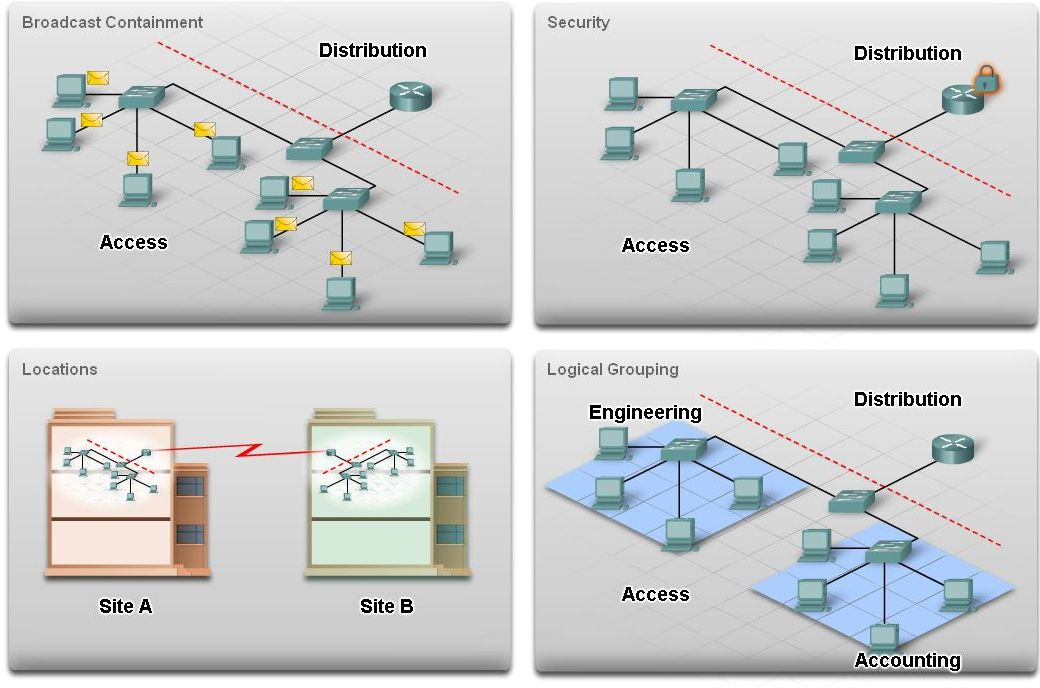 Broadcast Containment
Distribution
Access
Security
Distribution
Access
Locations
Site A
Site B
Logical Grouping
Engineering
Distribution
Access
Accounting